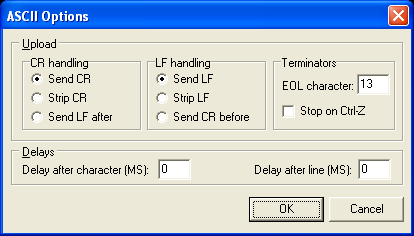 ASCII Options
Upload
CR handling
Send CR
Strip CR
Send LF after
LF handling
Send LF
Strip LF
Send CR before
Terminators
EOL character: 13
Stop on Ctrl-Z
Delays
Delay after character (MS): 0
Delay after line (MS): 0
OK
Cancel